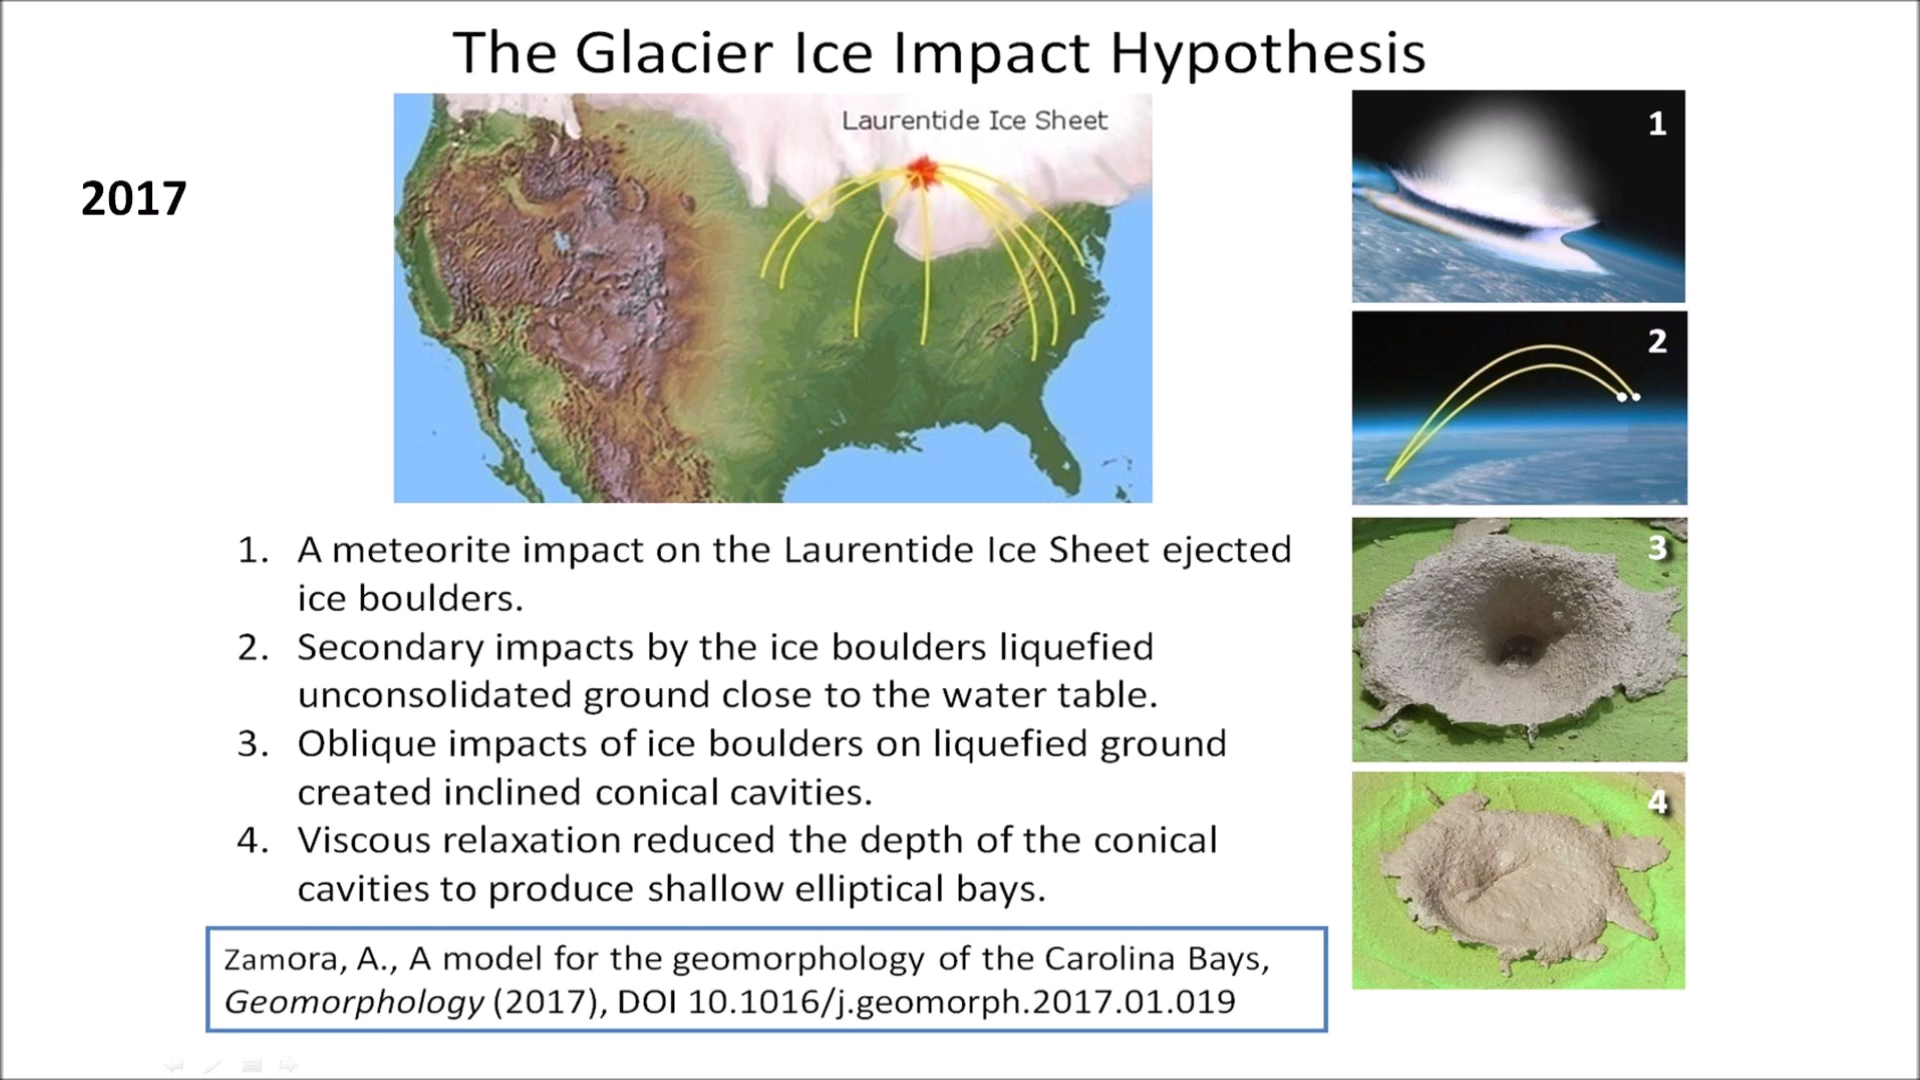 The Glacier Ice Impact Hypothesis
2017
Laurentide Ice Sheet
1
2
3
4
1. A meteorite impact on the Laurentide Ice Sheet ejected
ice boulders.
2. Secondary impacts by the ice boulders liquefied
unconsolidated ground close to the water table.
3. Oblique impacts of ice boulders on liquefied ground
created inclined conical cavities.
4. Viscous relaxation reduced the depth of the conical
cavities to produce shallow elliptical bays.
Zamora, A., A model for the geomorphology of the Carolina Bays,
Geomorphology (2017), DOI 10.1016/j.geomorph.2017.01.019